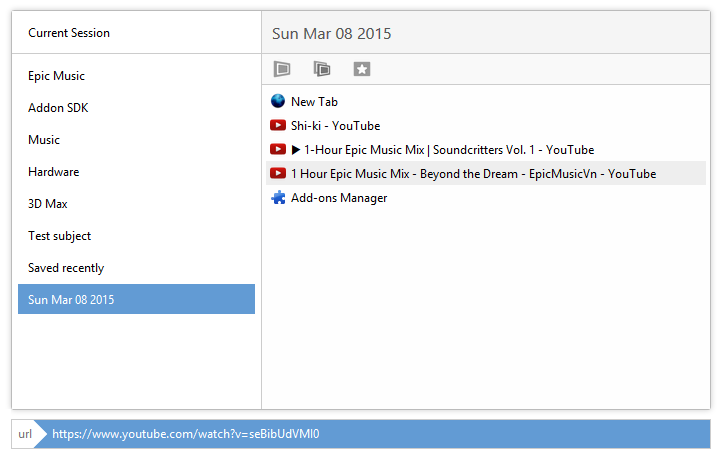 Current Session
Epic Music
Addon SDK
Music
Hardware
3D Max
Test subject
Saved recently
Sun Mar 08 2015
Sun Mar 08 2015
New Tab
Shi-ki - YouTube
▶ 1-Hour Epic Music Mix | Soundcritters Vol. 1 - YouTube
1 Hour Epic Music Mix - Beyond the Dream - EpicMusicVn - YouTube
Add-ons Manager
url https://www.youtube.com/watch?v=seBibUdVMI0